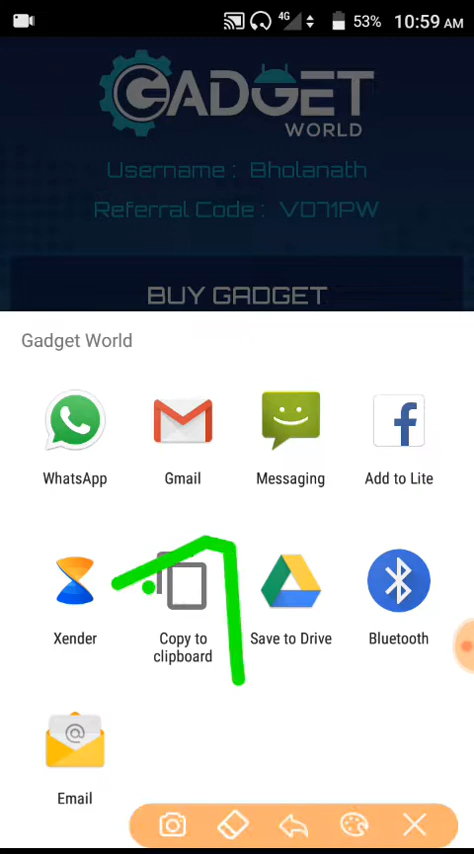 4G 53% 10:59 AM
GADGET
WORLD
Username : Bholanath
Referral Code : V071PW
BUY GADGET
Gadget World
WhatsApp
Gmail
Messaging
Add to Lite
Xender
Copy to
clipboard
Save to Drive
Bluetooth
Email